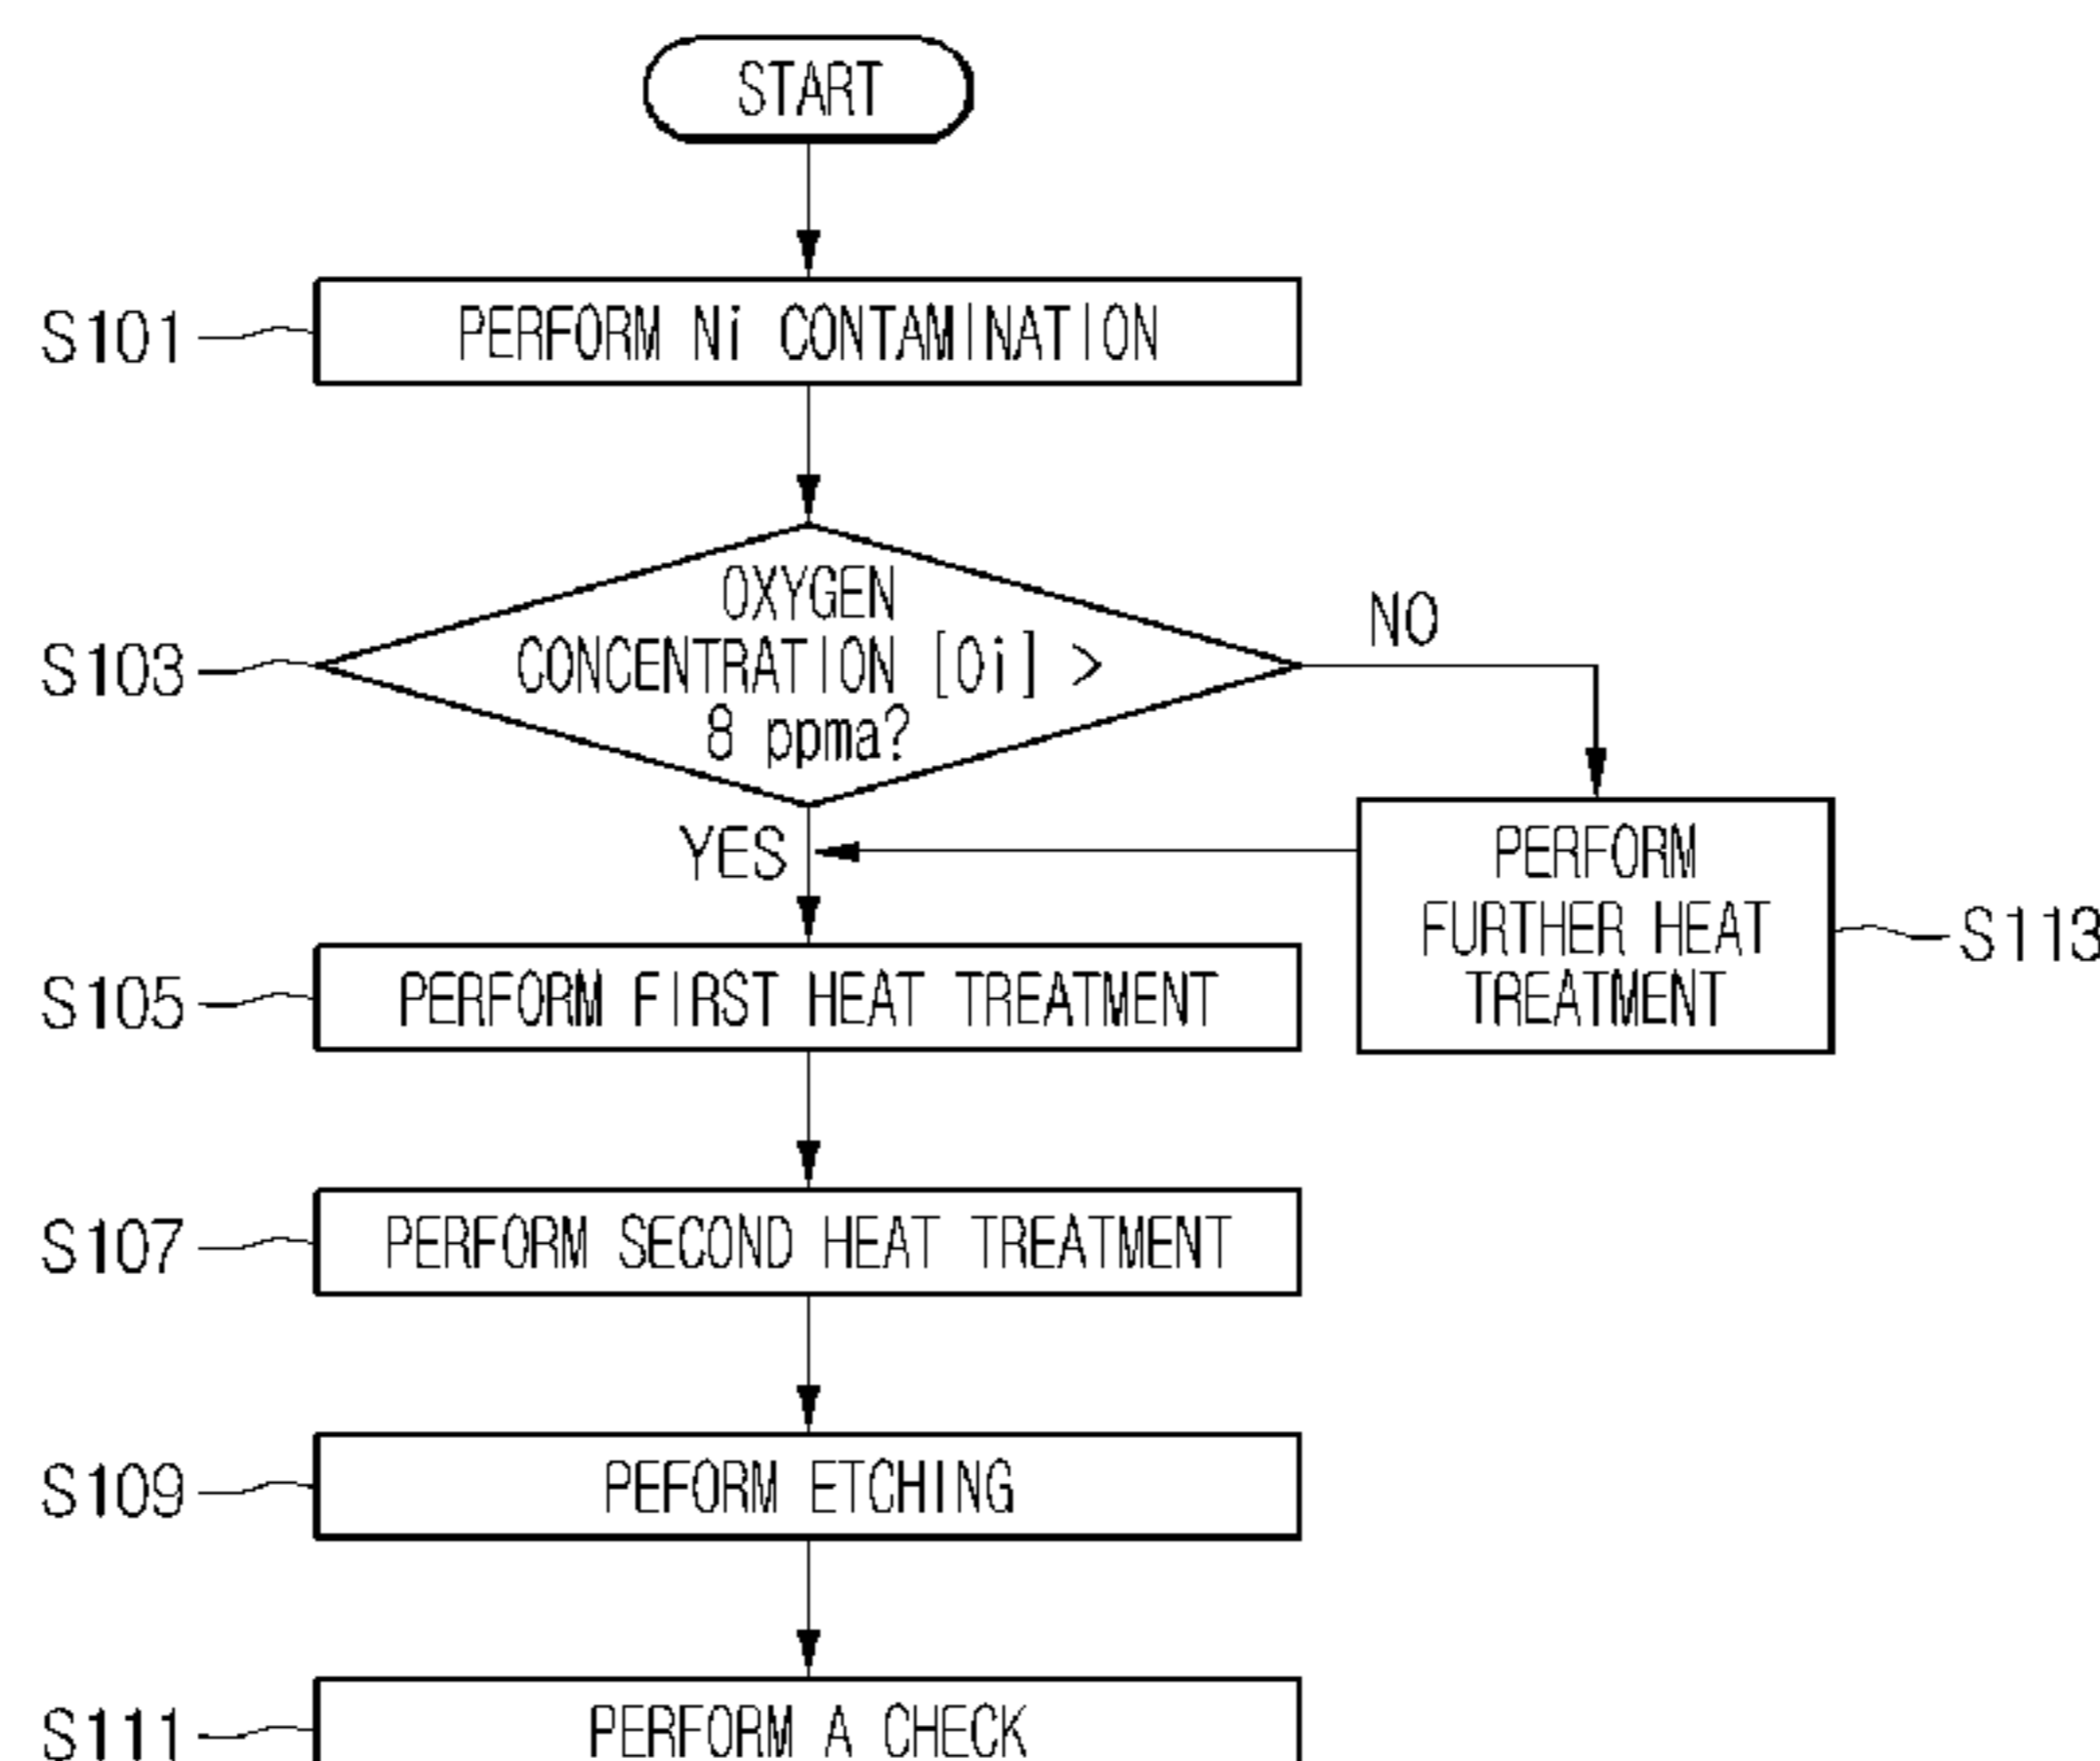 START
S101
PERFORM Ni CONTAMINATION
S103
OXYGEN
CONCENTRATION [Oi] >
8 ppma?
NO
YES
PERFORM
FURTHER HEAT
TREATMENT
S113
S105
PERFORM FIRST HEAT TREATMENT
S107
PERFORM SECOND HEAT TREATMENT
S109
PEFORM ETCHING
S111
PERFORM A CHECK